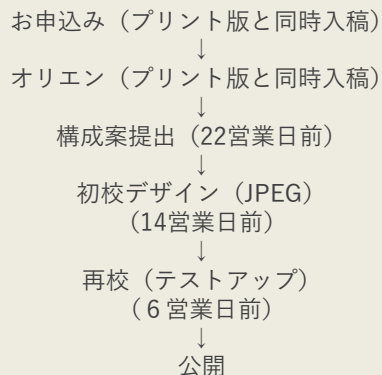 お申込み（プリント版と同時入稿）
↓
オリエン（プリント版と同時入稿）
↓
構成案提出（22営業日前）
↓
初校デザイン（JPEG）
（14営業日前）
↓
再校（テストアップ）
（６営業日前）
↓
公開